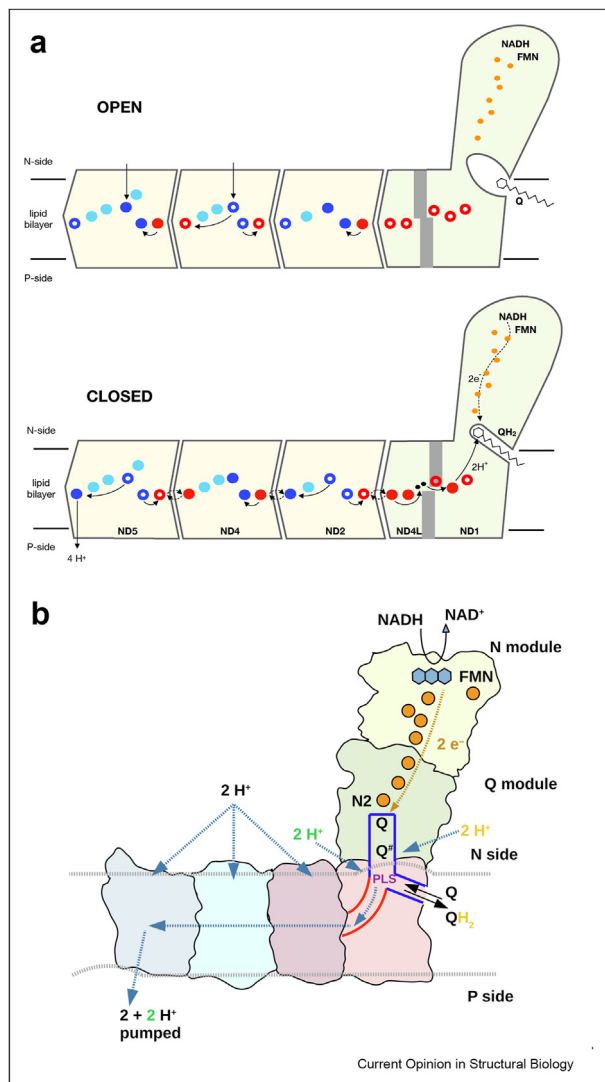 a
NADH
FMN
OPEN
N-side
lipid
bilayer
Q
P-side
NADH
FMN
2e-
CLOSED
N-side
QH2
2H+
lipid
bilayer
ND5
ND4
ND2
ND4L
ND1
P-side
4 H+
b
NADH
NAD+
N module
FMN
2 e–
2 H+
Q module
N2
2 H+
Q
2 H+
Q#
N side
PLS
Q
QH2
P side
2 + 2 H+
pumped
Current Opinion in Structural Biology